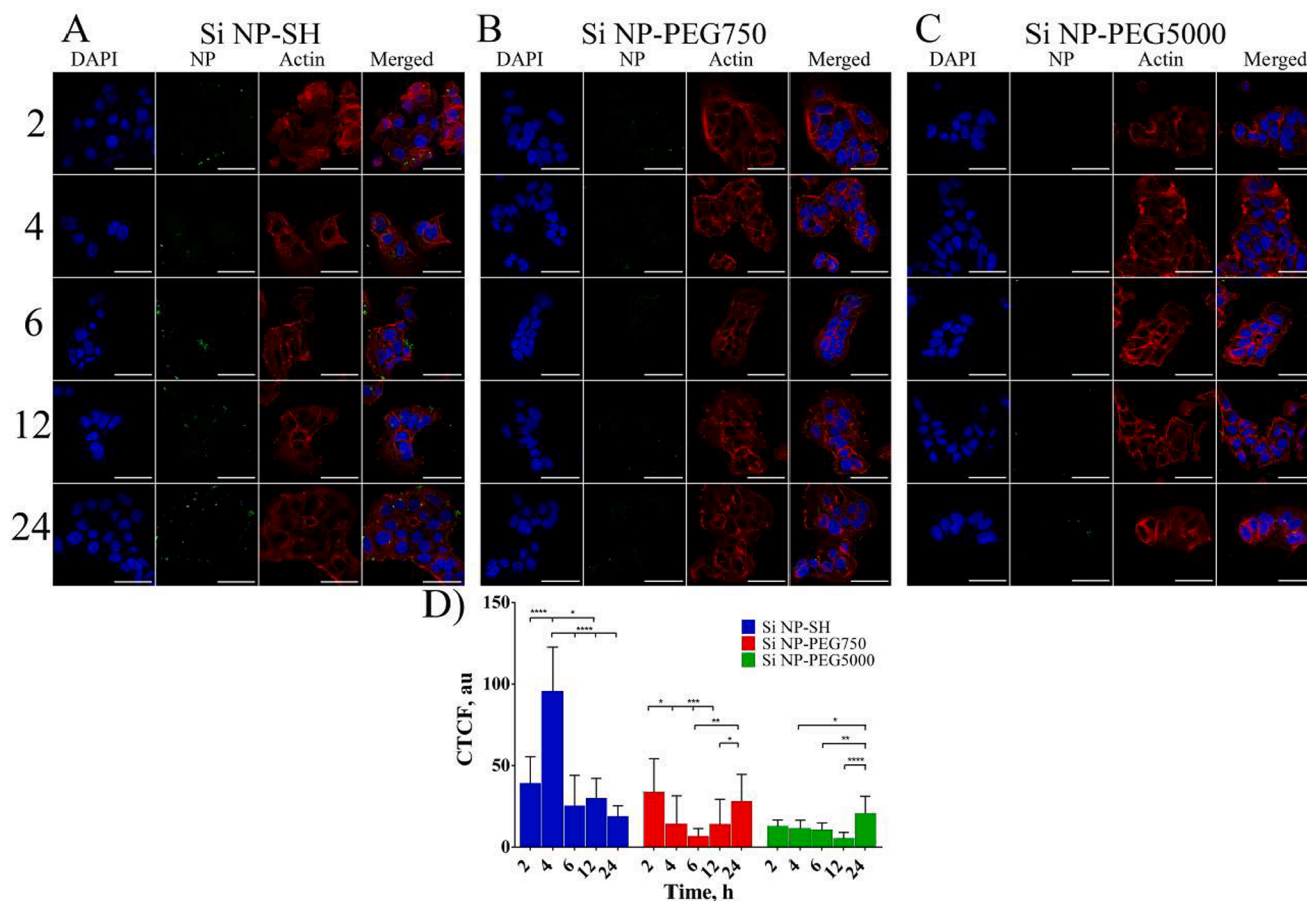 A Si NP-SH
DAPI NP Actin Merged
B Si NP-PEG750
DAPI NP Actin Merged
C Si NP-PEG5000
DAPI NP Actin Merged
2
4
6
12
24
D)
150
100
50
0
CTCF, au
**** *
****
* ***
**
*
*
**
****
Si NP-SH
Si NP-PEG750
Si NP-PEG5000
2 4 6 12 24 2 4 6 12 24 2 4 6 12 24
Time, h